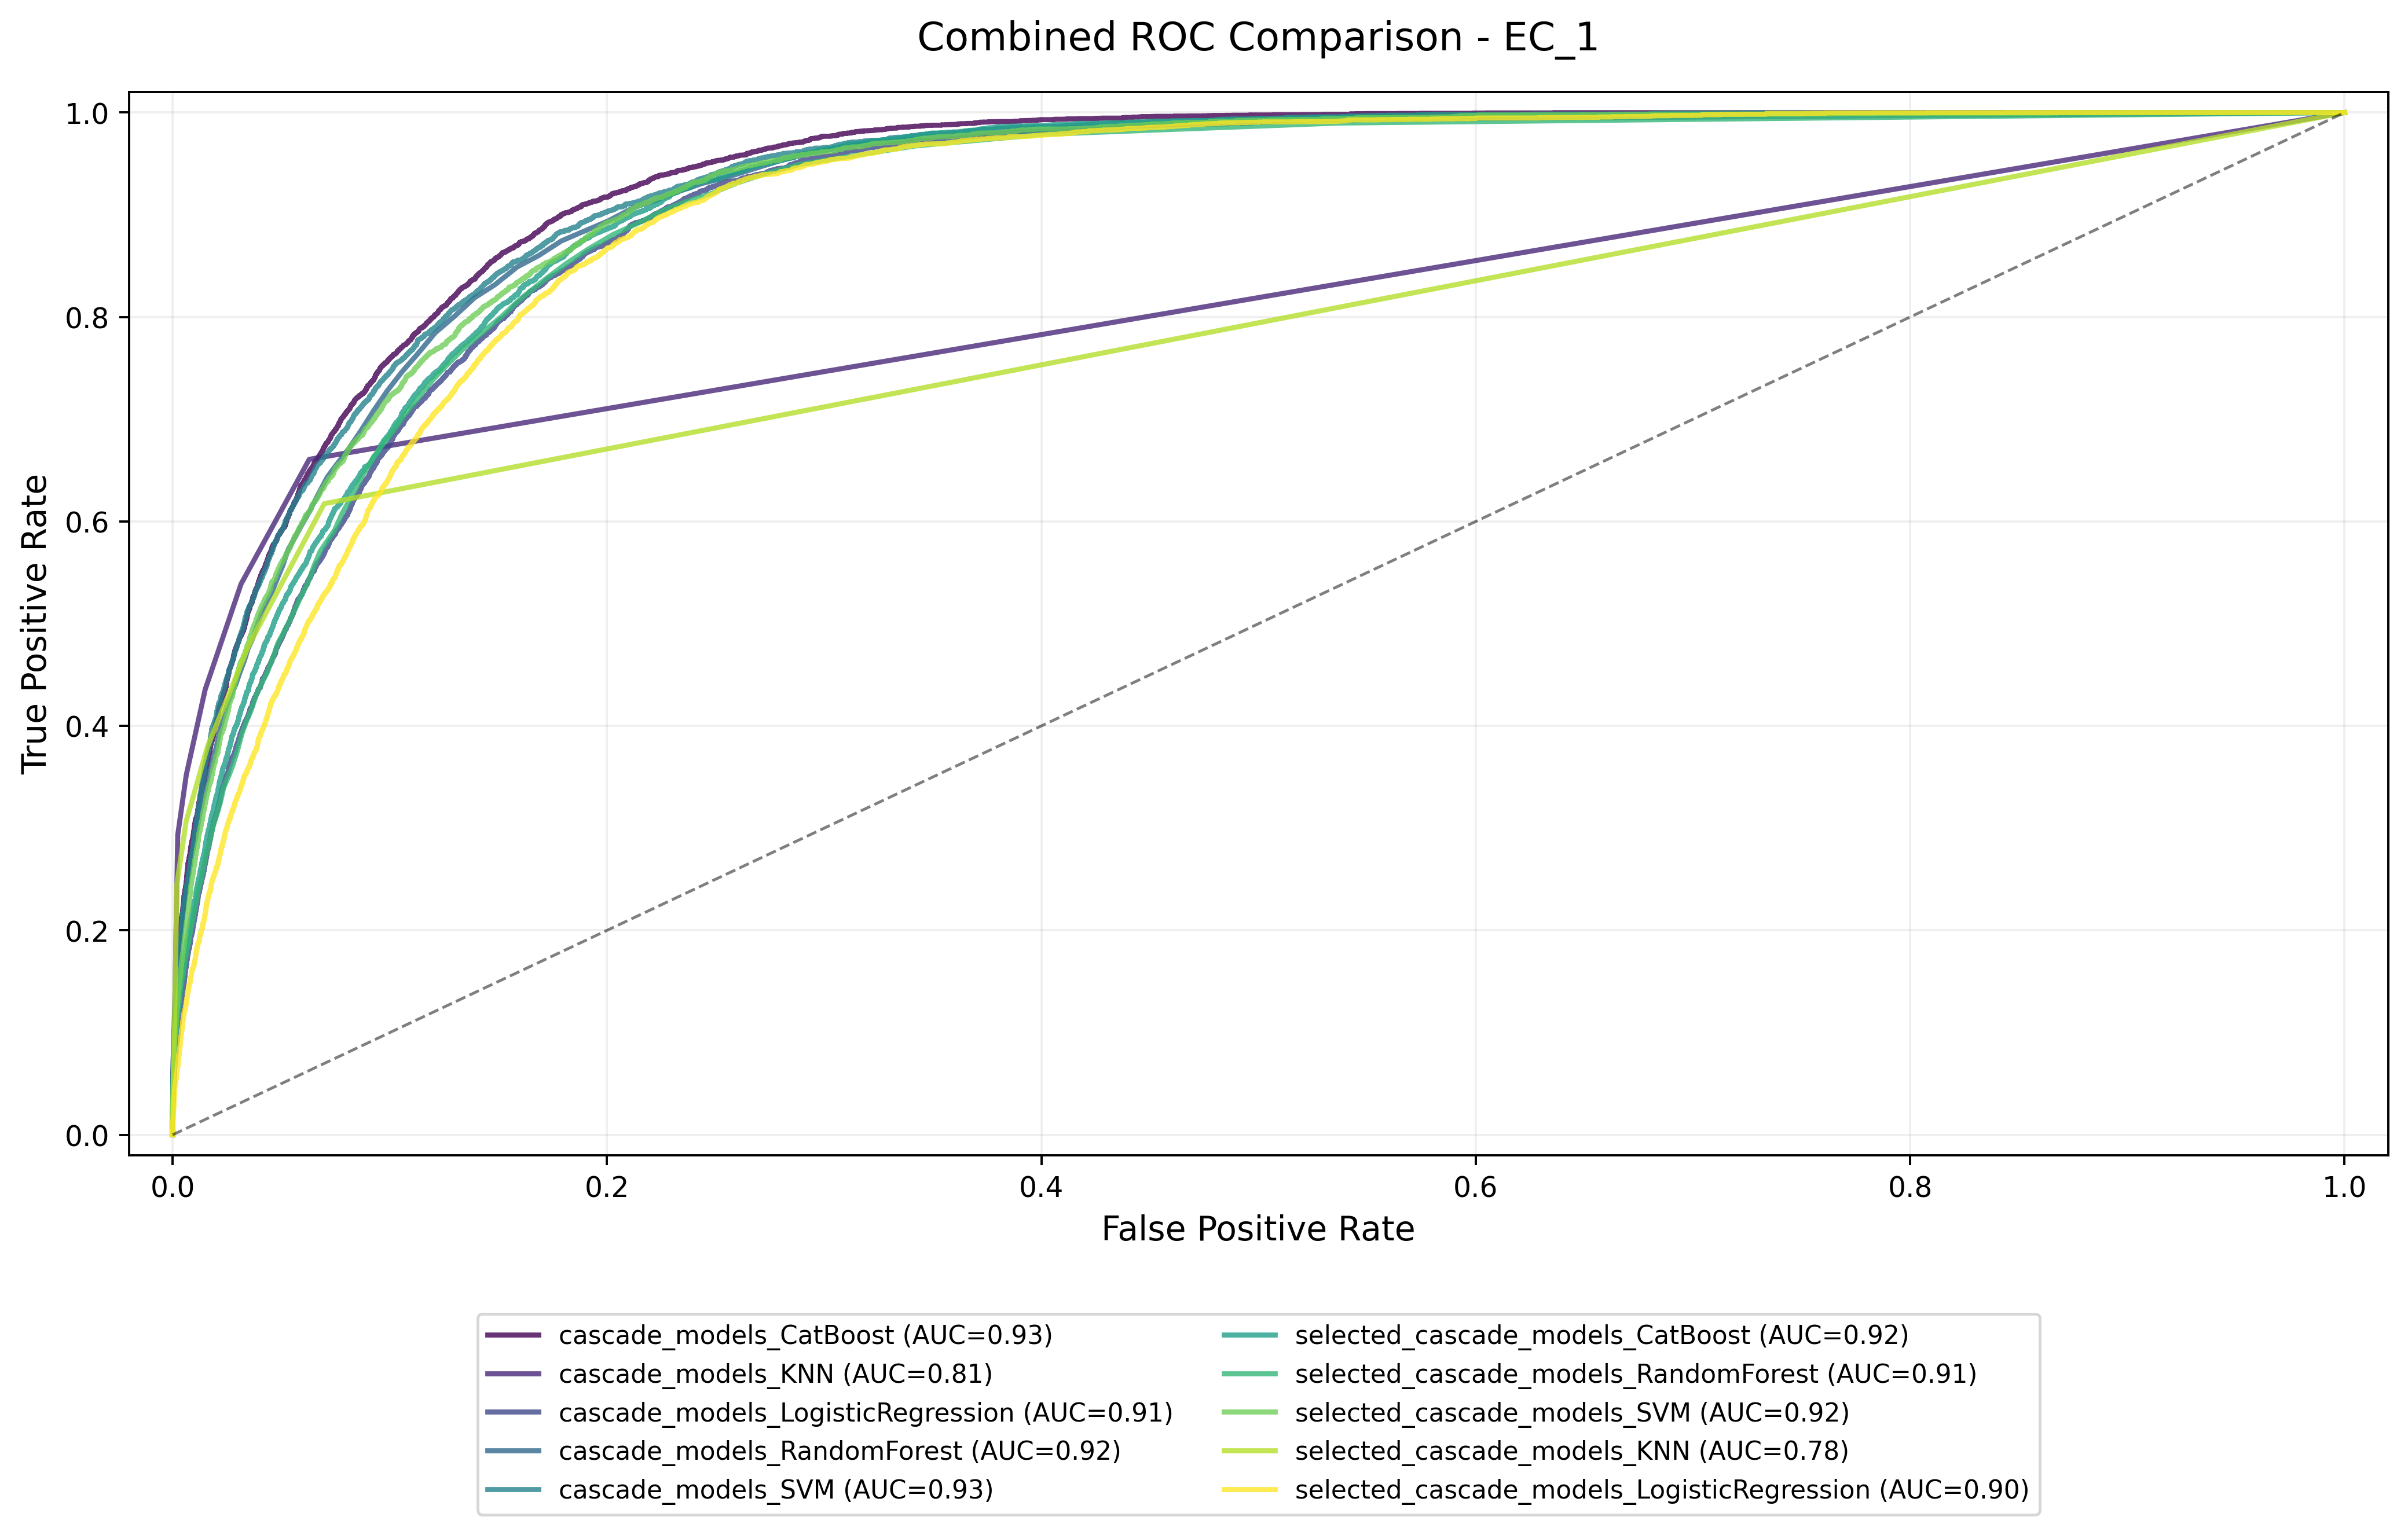 Combined ROC Comparison - EC_1
1.0
0.8
0.6
0.4
0.2
0.0
True Positive Rate
0.0 0.2 0.4 0.6 0.8 1.0
False Positive Rate
cascade_models_CatBoost (AUC=0.93)
cascade_models_KNN (AUC=0.81)
cascade_models_LogisticRegression (AUC=0.91)
cascade_models_RandomForest (AUC=0.92)
cascade_models_SVM (AUC=0.93)
selected_cascade_models_CatBoost (AUC=0.92)
selected_cascade_models_RandomForest (AUC=0.91)
selected_cascade_models_SVM (AUC=0.92)
selected_cascade_models_KNN (AUC=0.78)
selected_cascade_models_LogisticRegression (AUC=0.90)